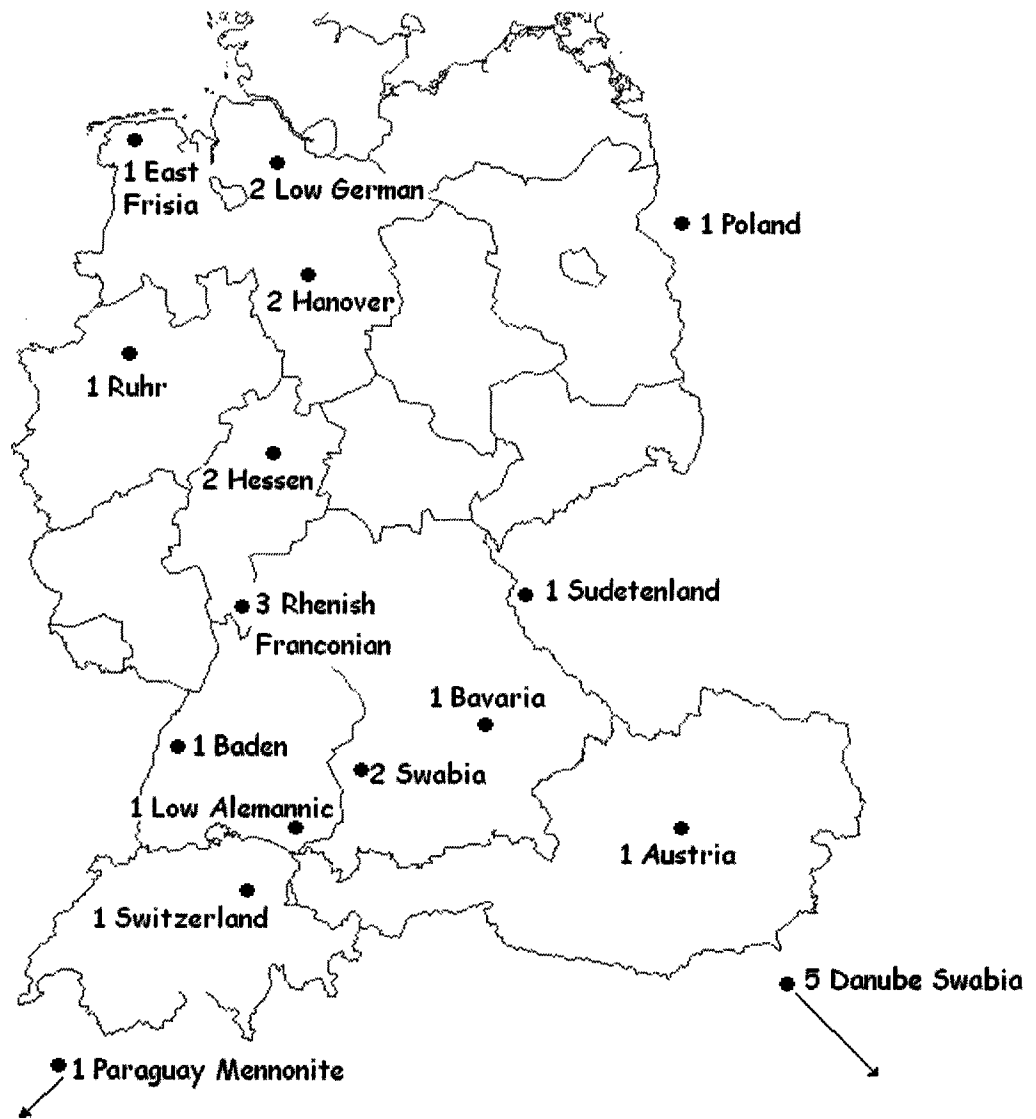 1 East
Frisia
2 Low German
1 Poland
2 Hanover
1 Ruhr
2 Hessen
1 Sudetenland
3 Rhenish
Franconian
1 Bavaria
1 Baden
2 Swabia
1 Low Alemannic
1 Austria
1 Switzerland
5 Danube Swabia
1 Paraguay Mennonite